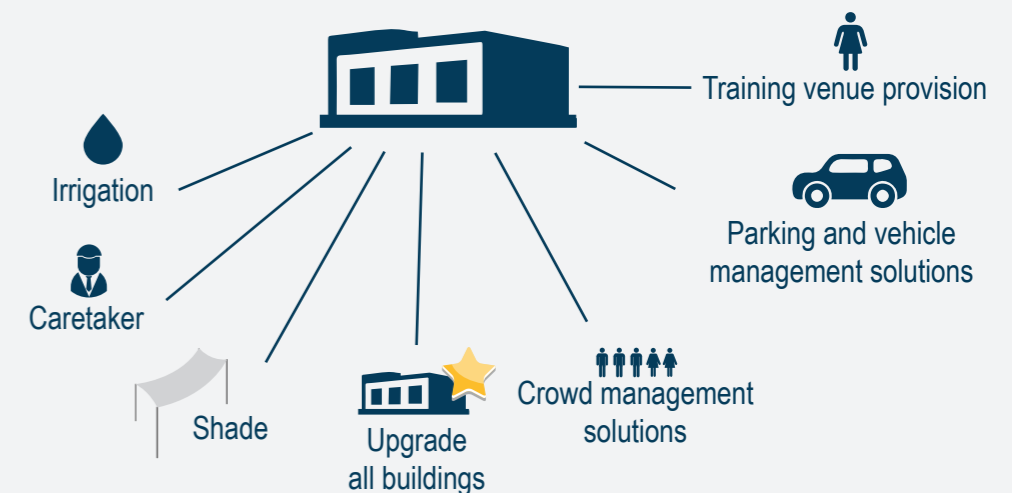 Training venue provision
Irrigation
Parking and vehicle
management solutions
Caretaker
Shade
Upgrade
all buildings
Crowd management
solutions